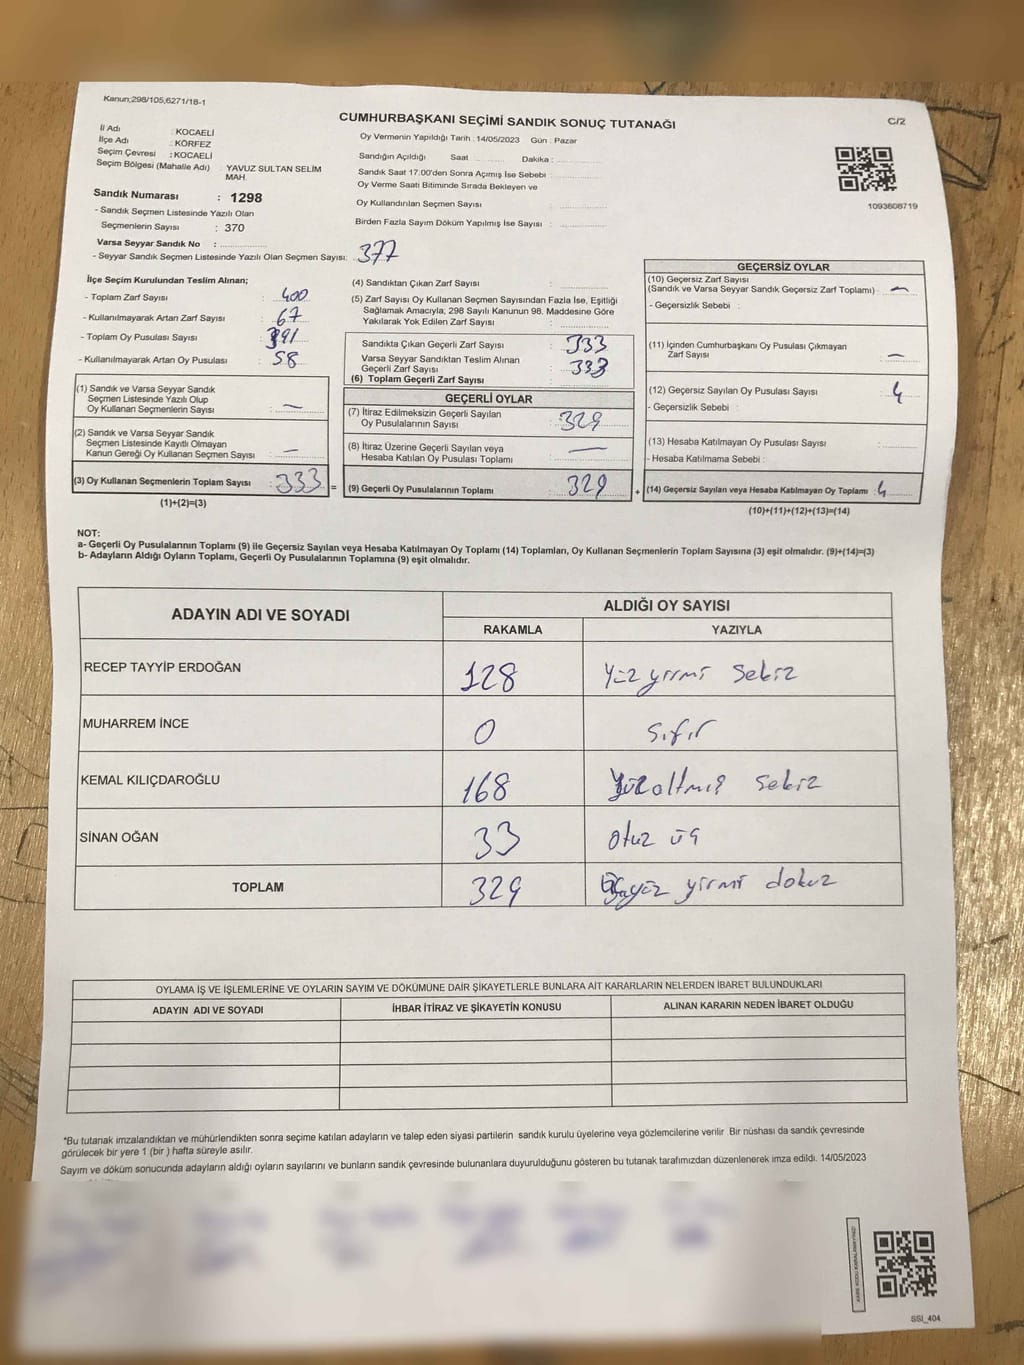 Kanun;298/105,6271/18-1
CUMHURBAŞKANI SEÇİMİ SANDIK SONUÇ TUTANAĞI
C/2
İl Adı : KOCAELİ
İlçe Adı : KÖRFEZ
Seçim Çevresi : KOCAELİ
Seçim Bölgesi (Mahalle Adı) : YAVUZ SULTAN SELİM
MAH.
Sandık Numarası : 1298
- Sandık Seçmen Listesinde Yazılı Olan
Seçmenlerin Sayısı : 370
Varsa Seyyar Sandık No :
- Seyyar Sandık Seçmen Listesinde Yazılı Olan Seçmen Sayısı: 377
Oy Vermenin Yapıldığı Tarih : 14/05/2023 Gün : Pazar
Sandığın Açıldığı Saat Dakika :
Sandık Saat 17:00'den Sonra Açılmış İse Sebebi :
Oy Verme Saati Bitiminde Sırada Bekleyen ve
Oy Kullandırılan Seçmen Sayısı :
Birden Fazla Sayım Döküm Yapılmış İse Sayısı :
1093608719
İlçe Seçim Kurulundan Teslim Alınan;
- Toplam Zarf Sayısı : 400
- Kullanılmayarak Artan Zarf Sayısı : 67
- Toplam Oy Pusulası Sayısı : 391
- Kullanılmayarak Artan Oy Pusulası : 58
(1) Sandık ve Varsa Seyyar Sandık
Seçmen Listesinde Yazılı Olup
Oy Kullanan Seçmenlerin Sayısı : —
(2) Sandık ve Varsa Seyyar Sandık
Seçmen Listesinde Kayıtlı Olmayan
Kanun Gereği Oy Kullanan Seçmen Sayısı : —
(3) Oy Kullanan Seçmenlerin Toplam Sayısı : 333 =
(1)+(2)=(3)
(4) Sandıktan Çıkan Zarf Sayısı :
(5) Zarf Sayısı Oy Kullanan Seçmen Sayısından Fazla İse, Eşitliği
Sağlamak Amacıyla; 298 Sayılı Kanunun 98. Maddesine Göre
Yakılarak Yok Edilen Zarf Sayısı :
Sandıkta Çıkan Geçerli Zarf Sayısı : 333
Varsa Seyyar Sandıktan Teslim Alınan
Geçerli Zarf Sayısı : 333
(6) Toplam Geçerli Zarf Sayısı :
GEÇERLİ OYLAR
(7) İtiraz Edilmeksizin Geçerli Sayılan
Oy Pusulalarının Sayısı : 329
(8) İtiraz Üzerine Geçerli Sayılan veya
Hesaba Katılan Oy Pusulası Toplamı : —
(9) Geçerli Oy Pusulalarının Toplamı : 329 +
GEÇERSİZ OYLAR
(10) Geçersiz Zarf Sayısı
(Sandık ve Varsa Seyyar Sandık Geçersiz Zarf Toplamı) : —
- Geçersizlik Sebebi :
(11) İçinden Cumhurbaşkanı Oy Pusulası Çıkmayan
Zarf Sayısı : —
(12) Geçersiz Sayılan Oy Pusulası Sayısı : 4
- Geçersizlik Sebebi :
(13) Hesaba Katılmayan Oy Pusulası Sayısı :
- Hesaba Katılmama Sebebi :
(14) Geçersiz Sayılan veya Hesaba Katılmayan Oy Toplamı : 4
(10)+(11)+(12)+(13)=(14)
NOT:
a- Geçerli Oy Pusulalarının Toplamı (9) ile Geçersiz Sayılan veya Hesaba Katılmayan Oy Toplamı (14) Toplamları, Oy Kullanan Seçmenlerin Toplam Sayısına (3) eşit olmalıdır. (9)+(14)=(3)
b- Adayların Aldığı Oyların Toplamı, Geçerli Oy Pusulalarının Toplamına (9) eşit olmalıdır.
ADAYIN ADI VE SOYADI
ALDIĞI OY SAYISI
RAKAMLA YAZIYLA
RECEP TAYYİP ERDOĞAN 128 Yüz yirmi sekiz
MUHARREM İNCE 0 Sıfır
KEMAL KILIÇDAROĞLU 168 Yüz altmış sekiz
SİNAN OĞAN 33 otuz üç
TOPLAM 329 üçyüz yirmi dokuz
OYLAMA İŞ VE İŞLEMLERİNE VE OYLARIN SAYIM VE DÖKÜMÜNE DAİR ŞİKAYETLERLE BUNLARA AİT KARARLARIN NELERDEN İBARET BULUNDUKLARI
ADAYIN ADI VE SOYADI İHBAR İTİRAZ VE ŞİKAYETİN KONUSU ALINAN KARARIN NEDEN İBARET OLDUĞU
*Bu tutanak imzalandıktan ve mühürlendikten sonra seçime katılan adayların ve talep eden siyasi partilerin sandık kurulu üyelerine veya gözlemcilerine verilir Bir nüshası da sandık çevresinde
görülecek bir yere 1 (bir ) hafta süreyle asılır.
Sayım ve döküm sonucunda adayların aldığı oyların sayılarını ve bunların sandık çevresinde bulunanlara duyurulduğunu gösteren bu tutanak tarafımızdan düzenlenerek imza edildi. 14/05/2023
SSI_404